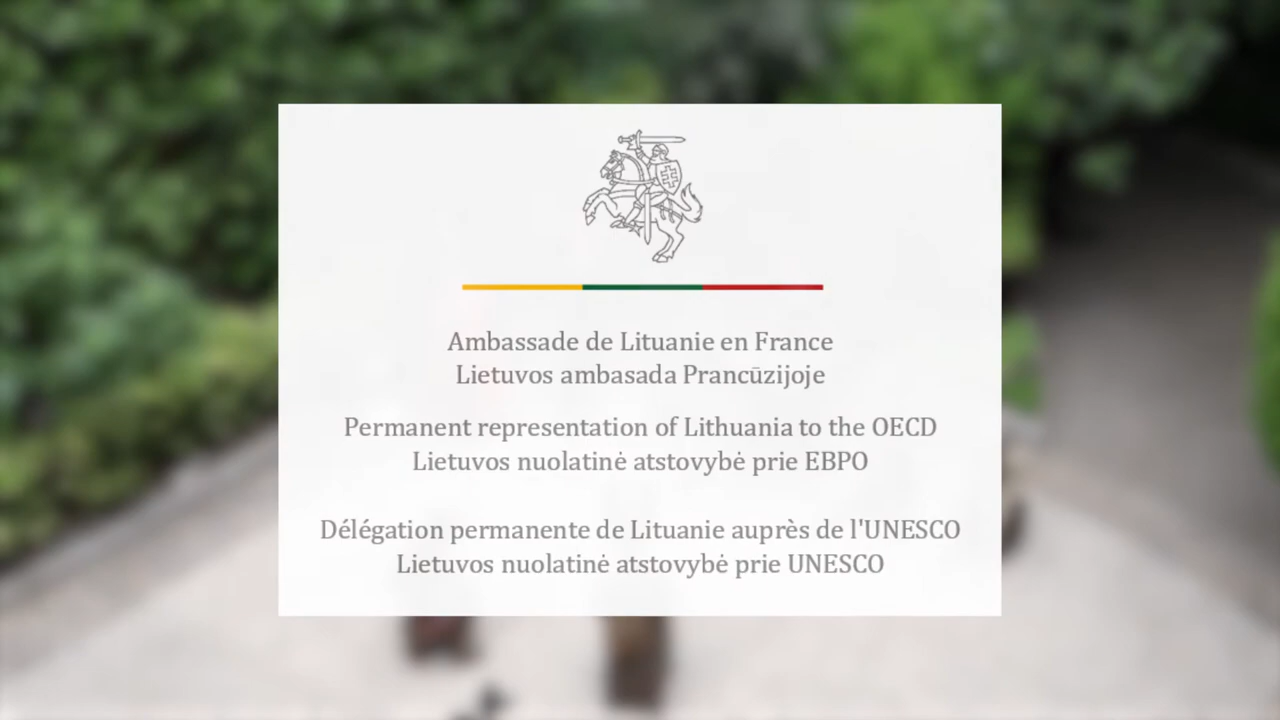 Ambassade de Lituanie en France
Lietuvos ambasada Prancūzijoje
Permanent representation of Lithuania to the OECD
Lietuvos nuolatinė atstovybė prie EBPO
Délégation permanente de Lituanie auprès de l'UNESCO
Lietuvos nuolatinė atstovybė prie UNESCO